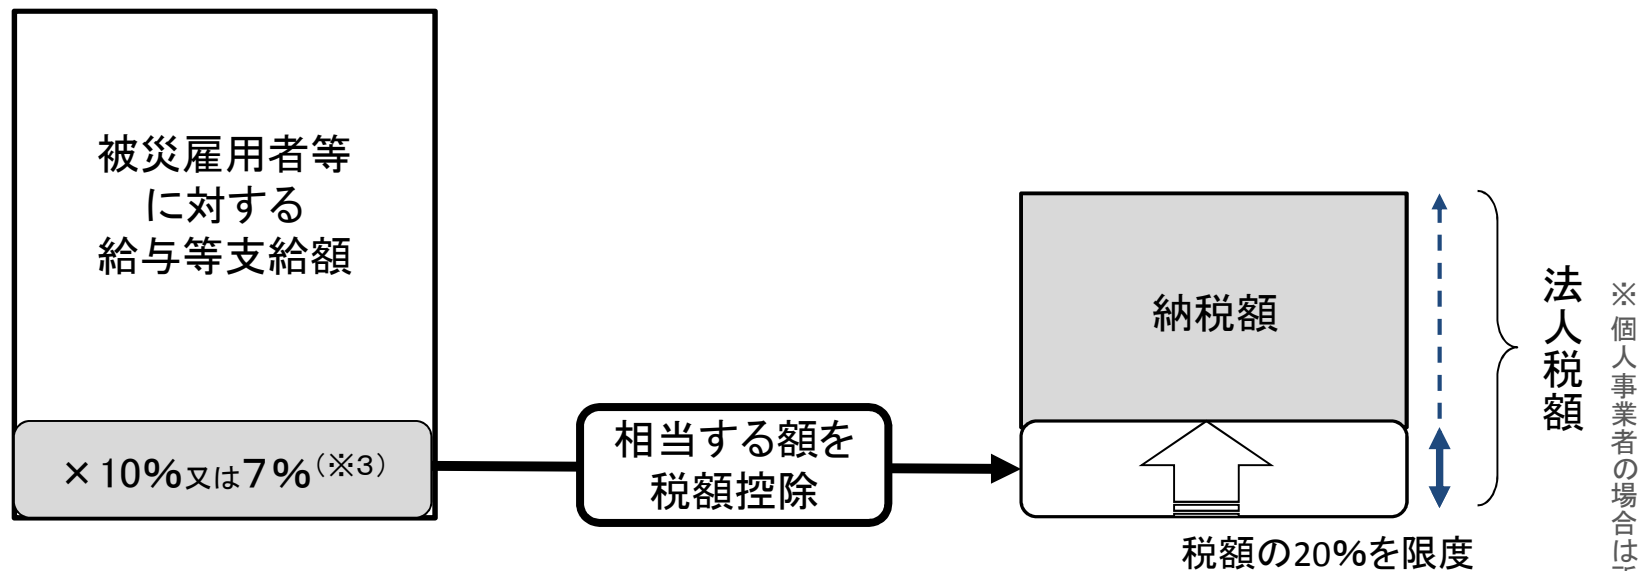 被災雇用者等
に対する
給与等支給額
×10%又は7%(※3)
相当する額を
税額控除
納税額
税額の20%を限度
法人税額
※個人事業者の場合は